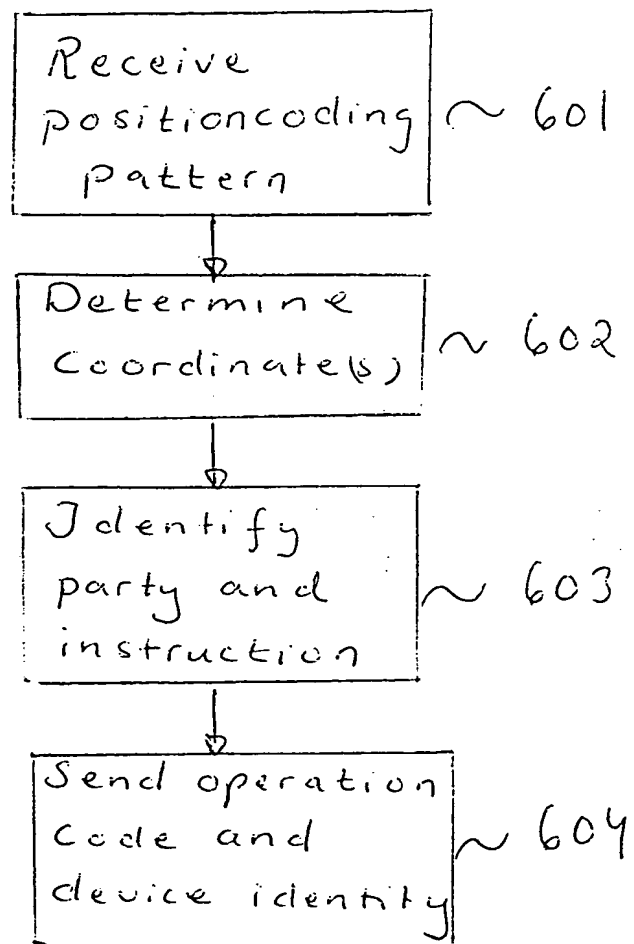 Receive
positioncoding
pattern
~ 601
Determine
Coordinate(s)
~ 602
Identify
party and
instruction
~ 603
Send operation
Code and
device identity
~ 604